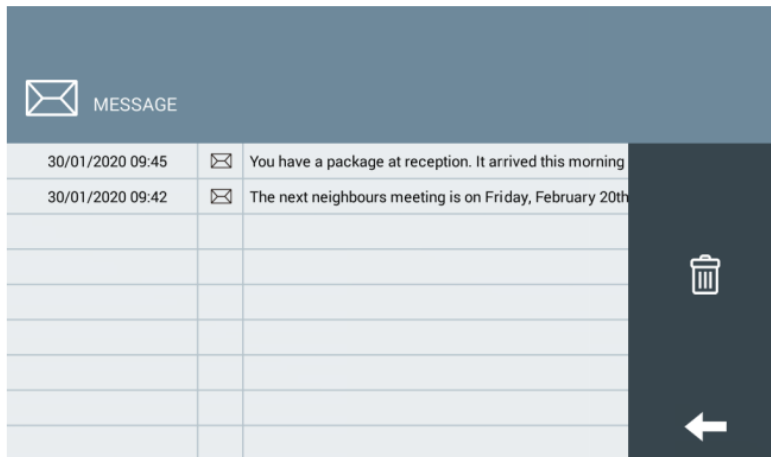 MESSAGE
30/01/2020 09:45 You have a package at reception. It arrived this morning
30/01/2020 09:42 The next neighbours meeting is on Friday, February 20th